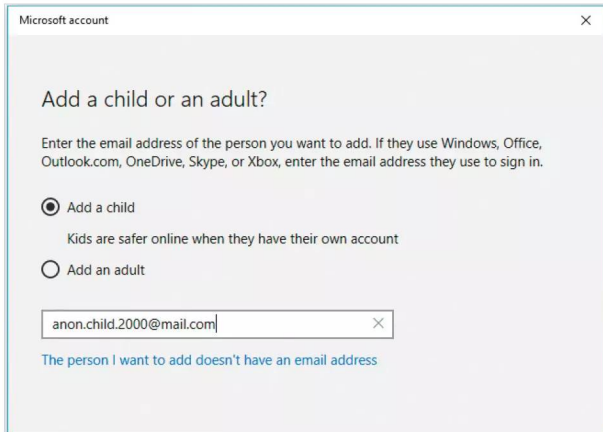 Microsoft account
Add a child or an adult?
Enter the email address of the person you want to add. If they use Windows, Office,
Outlook.com, OneDrive, Skype, or Xbox, enter the email address they use to sign in.
Add a child
Kids are safer online when they have their own account
Add an adult
anon.child.2000@mail.com
The person I want to add doesn't have an email address